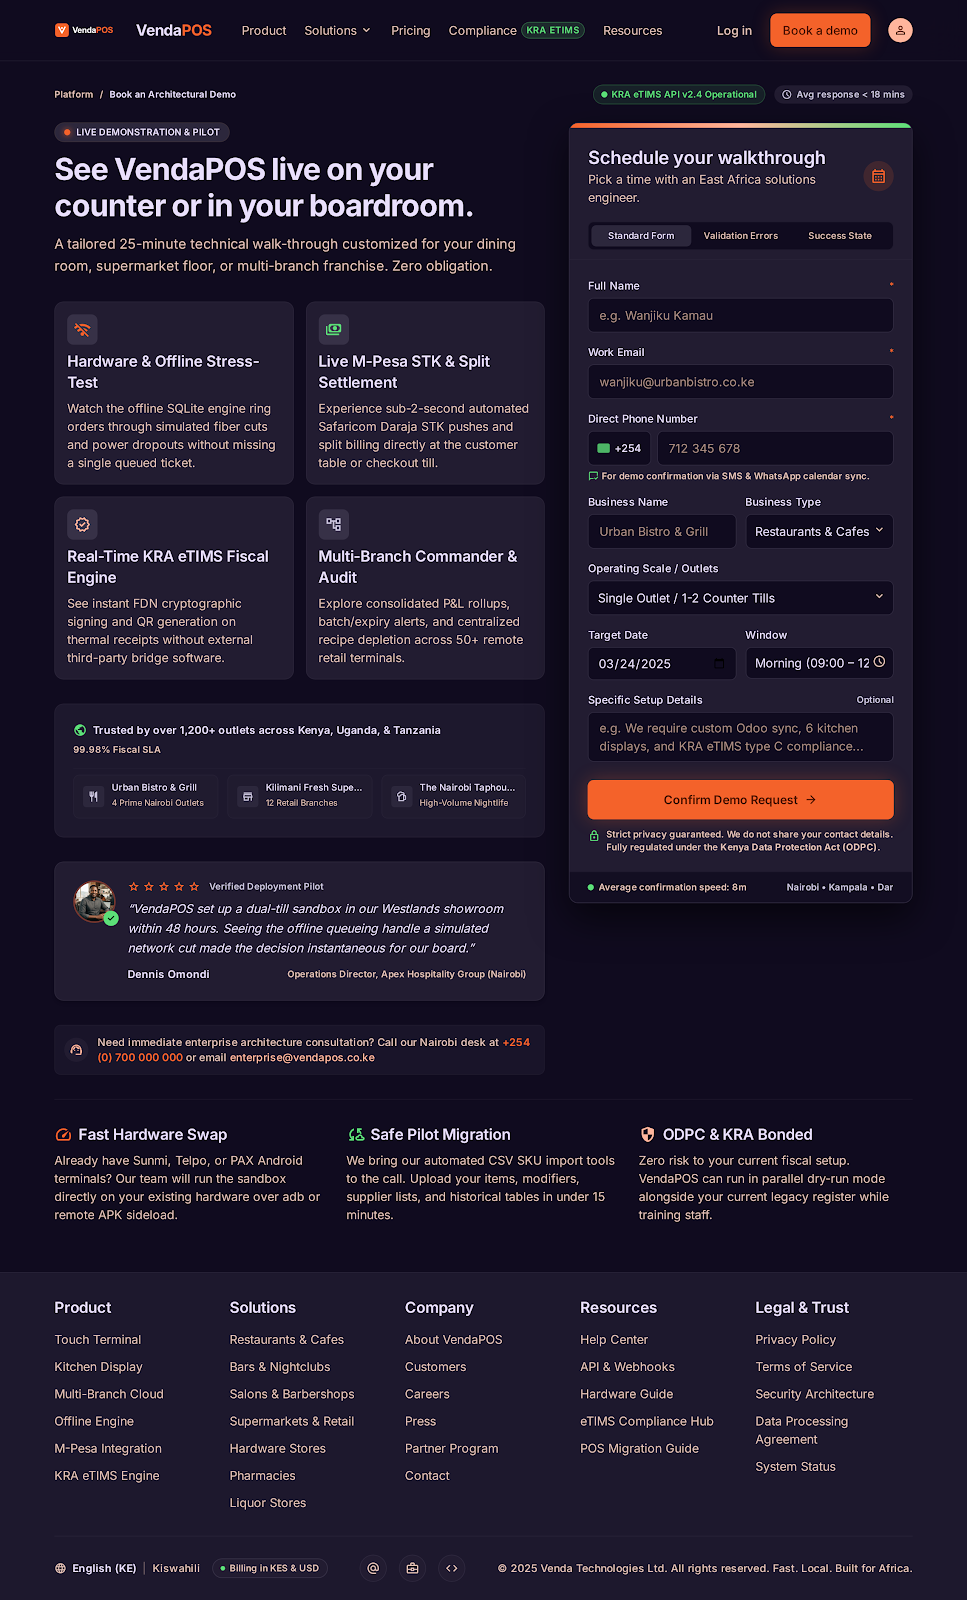 VendaPOS
VendaPOS
Product
Solutions
Pricing
Compliance
KRA ETIMS
Resources
Log in
Book a demo
Platform / Book an Architectural Demo
KRA eTIMS API v2.4 Operational
Avg response < 18 mins
LIVE DEMONSTRATION & PILOT
See VendaPOS live on your
counter or in your boardroom.
A tailored 25-minute technical walk-through customized for your dining
room, supermarket floor, or multi-branch franchise. Zero obligation.
Hardware & Offline Stress-
Test
Watch the offline SQLite engine ring
orders through simulated fiber cuts
and power dropouts without missing
a single queued ticket.
Live M-Pesa STK & Split
Settlement
Experience sub-2-second automated
Safaricom Daraja STK pushes and
split billing directly at the customer
table or checkout till.
Real-Time KRA eTIMS Fiscal
Engine
See instant FDN cryptographic
signing and QR generation on
thermal receipts without external
third-party bridge software.
Multi-Branch Commander &
Audit
Explore consolidated P&L rollups,
batch/expiry alerts, and centralized
recipe depletion across 50+ remote
retail terminals.
Trusted by over 1,200+ outlets across Kenya, Uganda, & Tanzania
99.98% Fiscal SLA
Urban Bistro & Grill
4 Prime Nairobi Outlets
Kilimani Fresh Supe...
12 Retail Branches
The Nairobi Taphou...
High-Volume Nightlife
Verified Deployment Pilot
"VendaPOS set up a dual-till sandbox in our Westlands showroom
within 48 hours. Seeing the offline queueing handle a simulated
network cut made the decision instantaneous for our board."
Dennis Omondi
Operations Director, Apex Hospitality Group (Nairobi)
Need immediate enterprise architecture consultation? Call our Nairobi desk at +254
(0) 700 000 000 or email enterprise@vendapos.co.ke
Schedule your walkthrough
Pick a time with an East Africa solutions
engineer.
Standard Form
Validation Errors
Success State
Full Name *
e.g. Wanjiku Kamau
Work Email *
wanjiku@urbanbistro.co.ke
Direct Phone Number *
+254
712 345 678
For demo confirmation via SMS & WhatsApp calendar sync.
Business Name
Business Type
Urban Bistro & Grill
Restaurants & Cafes
Operating Scale / Outlets
Single Outlet / 1-2 Counter Tills
Target Date
Window
03/24/2025
Morning (09:00 – 12
Specific Setup Details
Optional
e.g. We require custom Odoo sync, 6 kitchen
displays, and KRA eTIMS type C compliance...
Confirm Demo Request →
Strict privacy guaranteed. We do not share your contact details.
Fully regulated under the Kenya Data Protection Act (ODPC).
Average confirmation speed: 8m
Nairobi • Kampala • Dar
Fast Hardware Swap
Already have Sunmi, Telpo, or PAX Android
terminals? Our team will run the sandbox
directly on your existing hardware over adb or
remote APK sideload.
Safe Pilot Migration
We bring our automated CSV SKU import tools
to the call. Upload your items, modifiers,
supplier lists, and historical tables in under 15
minutes.
ODPC & KRA Bonded
Zero risk to your current fiscal setup.
VendaPOS can run in parallel dry-run mode
alongside your current legacy register while
training staff.
Product
Touch Terminal
Kitchen Display
Multi-Branch Cloud
Offline Engine
M-Pesa Integration
KRA eTIMS Engine
Solutions
Restaurants & Cafes
Bars & Nightclubs
Salons & Barbershops
Supermarkets & Retail
Hardware Stores
Pharmacies
Liquor Stores
Company
About VendaPOS
Customers
Careers
Press
Partner Program
Contact
Resources
Help Center
API & Webhooks
Hardware Guide
eTIMS Compliance Hub
POS Migration Guide
Legal & Trust
Privacy Policy
Terms of Service
Security Architecture
Data Processing
Agreement
System Status
English (KE) | Kiswahili
Billing in KES & USD
© 2025 Venda Technologies Ltd. All rights reserved. Fast. Local. Built for Africa.